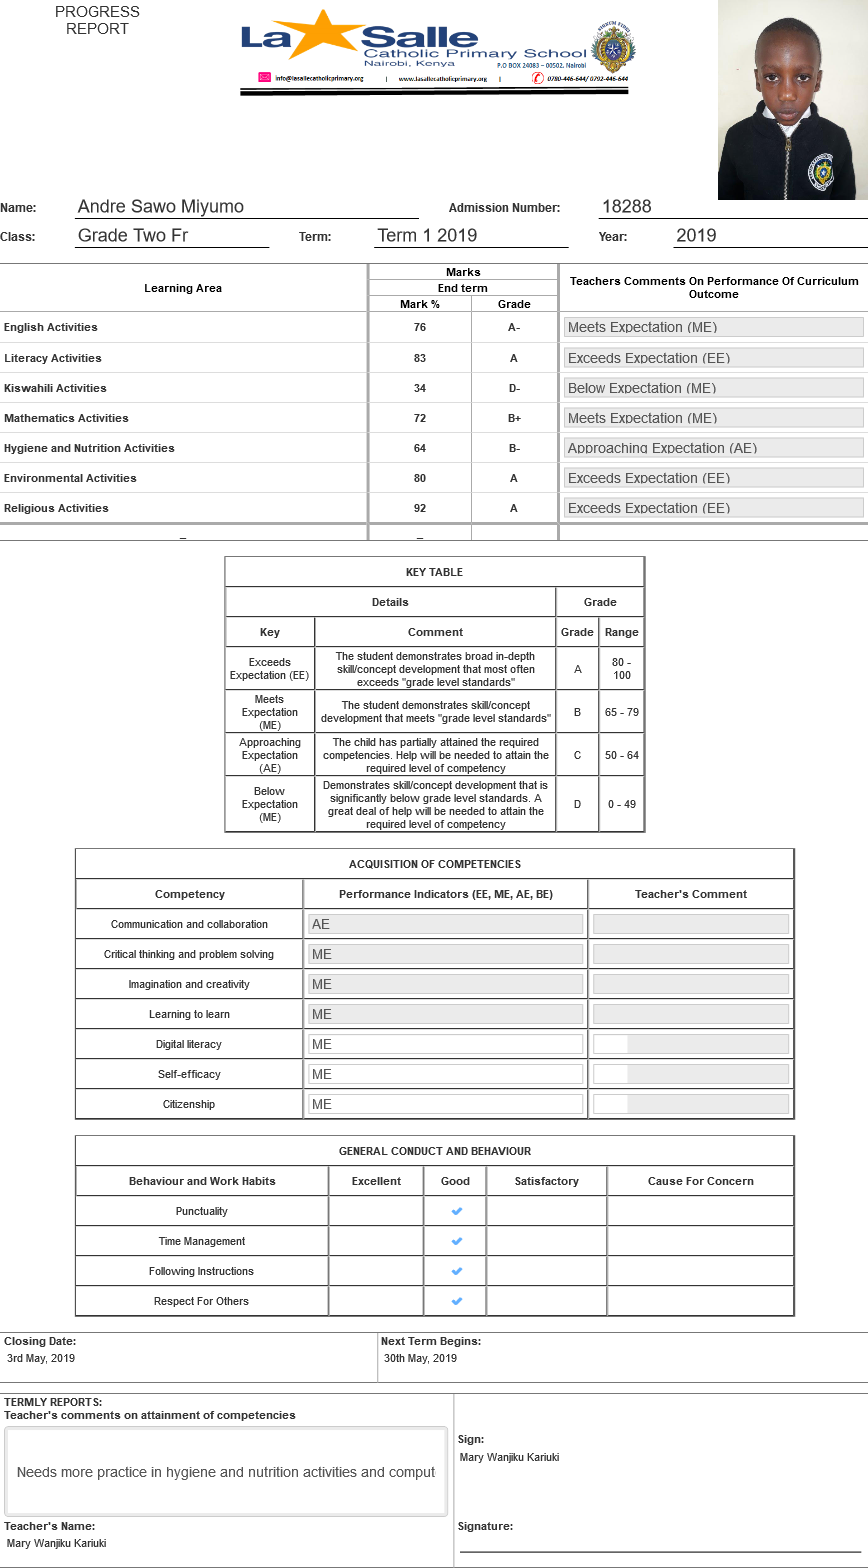 PROGRESS
REPORT
La Salle
Catholic Primary School
Nairobi, Kenya
P.O BOX 24083 – 00502, Nairobi
info@lasallecatholicprimary.org | www.lasallecatholicprimary.org | 0780-446-644/ 0792-446-644
Name: Andre Sawo Miyumo Admission Number: 18288
Class: Grade Two Fr Term: Term 1 2019 Year: 2019
Learning Area Marks Teachers Comments On Performance Of Curriculum Outcome
End term
Mark % Grade
English Activities 76 A- Meets Expectation (ME)
Literacy Activities 83 A Exceeds Expectation (EE)
Kiswahili Activities 34 D- Below Expectation (ME)
Mathematics Activities 72 B+ Meets Expectation (ME)
Hygiene and Nutrition Activities 64 B- Approaching Expectation (AE)
Environmental Activities 80 A Exceeds Expectation (EE)
Religious Activities 92 A Exceeds Expectation (EE)
_ _
KEY TABLE
Details Grade
Key Comment Grade Range
Exceeds Expectation (EE) The student demonstrates broad in-depth skill/concept development that most often exceeds "grade level standards" A 80 - 100
Meets Expectation (ME) The student demonstrates skill/concept development that meets "grade level standards" B 65 - 79
Approaching Expectation (AE) The child has partially attained the required competencies. Help will be needed to attain the required level of competency C 50 - 64
Below Expectation (ME) Demonstrates skill/concept development that is significantly below grade level standards. A great deal of help will be needed to attain the required level of competency D 0 - 49
ACQUISITION OF COMPETENCIES
Competency Performance Indicators (EE, ME, AE, BE) Teacher's Comment
Communication and collaboration AE
Critical thinking and problem solving ME
Imagination and creativity ME
Learning to learn ME
Digital literacy ME
Self-efficacy ME
Citizenship ME
GENERAL CONDUCT AND BEHAVIOUR
Behaviour and Work Habits Excellent Good Satisfactory Cause For Concern
Punctuality ✓
Time Management ✓
Following Instructions ✓
Respect For Others ✓
Closing Date: Next Term Begins:
3rd May, 2019 30th May, 2019
TERMLY REPORTS:
Teacher's comments on attainment of competencies
Needs more practice in hygiene and nutrition activities and comput
Sign:
Mary Wanjiku Kariuki
Teacher's Name: Signature:
Mary Wanjiku Kariuki